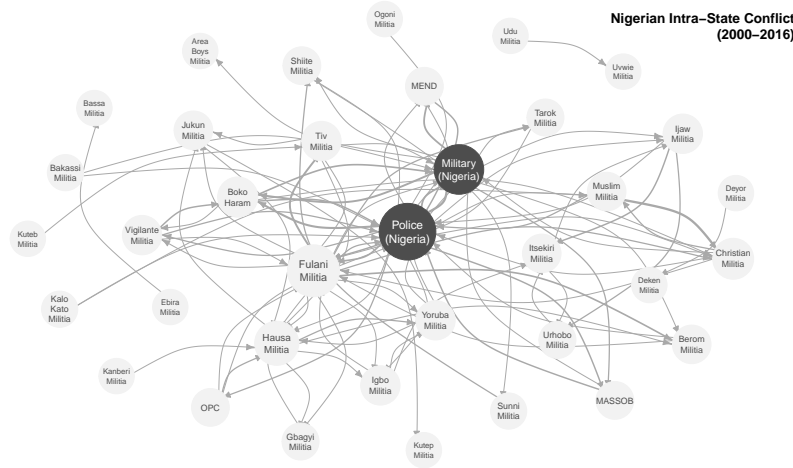 Nigerian Intra−State Conflict
(2000−2016)
Ogoni
Militia
Udu
Militia
Area
Boys
Militia
Shiite
Militia
Uvwie
Militia
MEND
Bassa
Militia
Tarok
Militia
Jukun
Militia
Tiv
Militia
Ijaw
Militia
Bakassi
Militia
Military
(Nigeria)
Boko
Haram
Muslim
Militia
Deyor
Militia
Kuteb
Militia
Vigilante
Militia
Police
(Nigeria)
Itsekiri
Militia
Christian
Militia
Fulani
Militia
Deken
Militia
Kalo
Kato
Militia
Ebira
Militia
Yoruba
Militia
Hausa
Militia
Urhobo
Militia
Berom
Militia
Kanberi
Militia
Igbo
Militia
OPC
Sunni
Militia
MASSOB
Gbagyi
Militia
Kutep
Militia